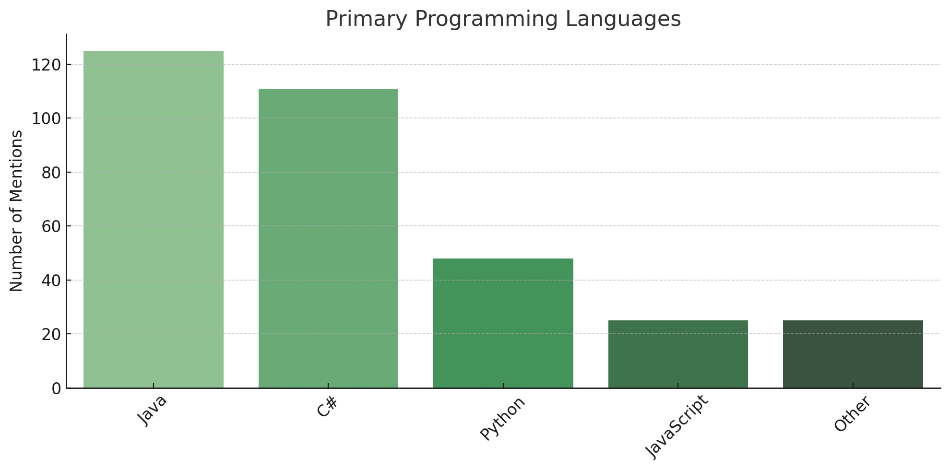 Primary Programming Languages
Number of Mentions
120
100
80
60
40
20
0
Java
C#
Python
JavaScript
Other